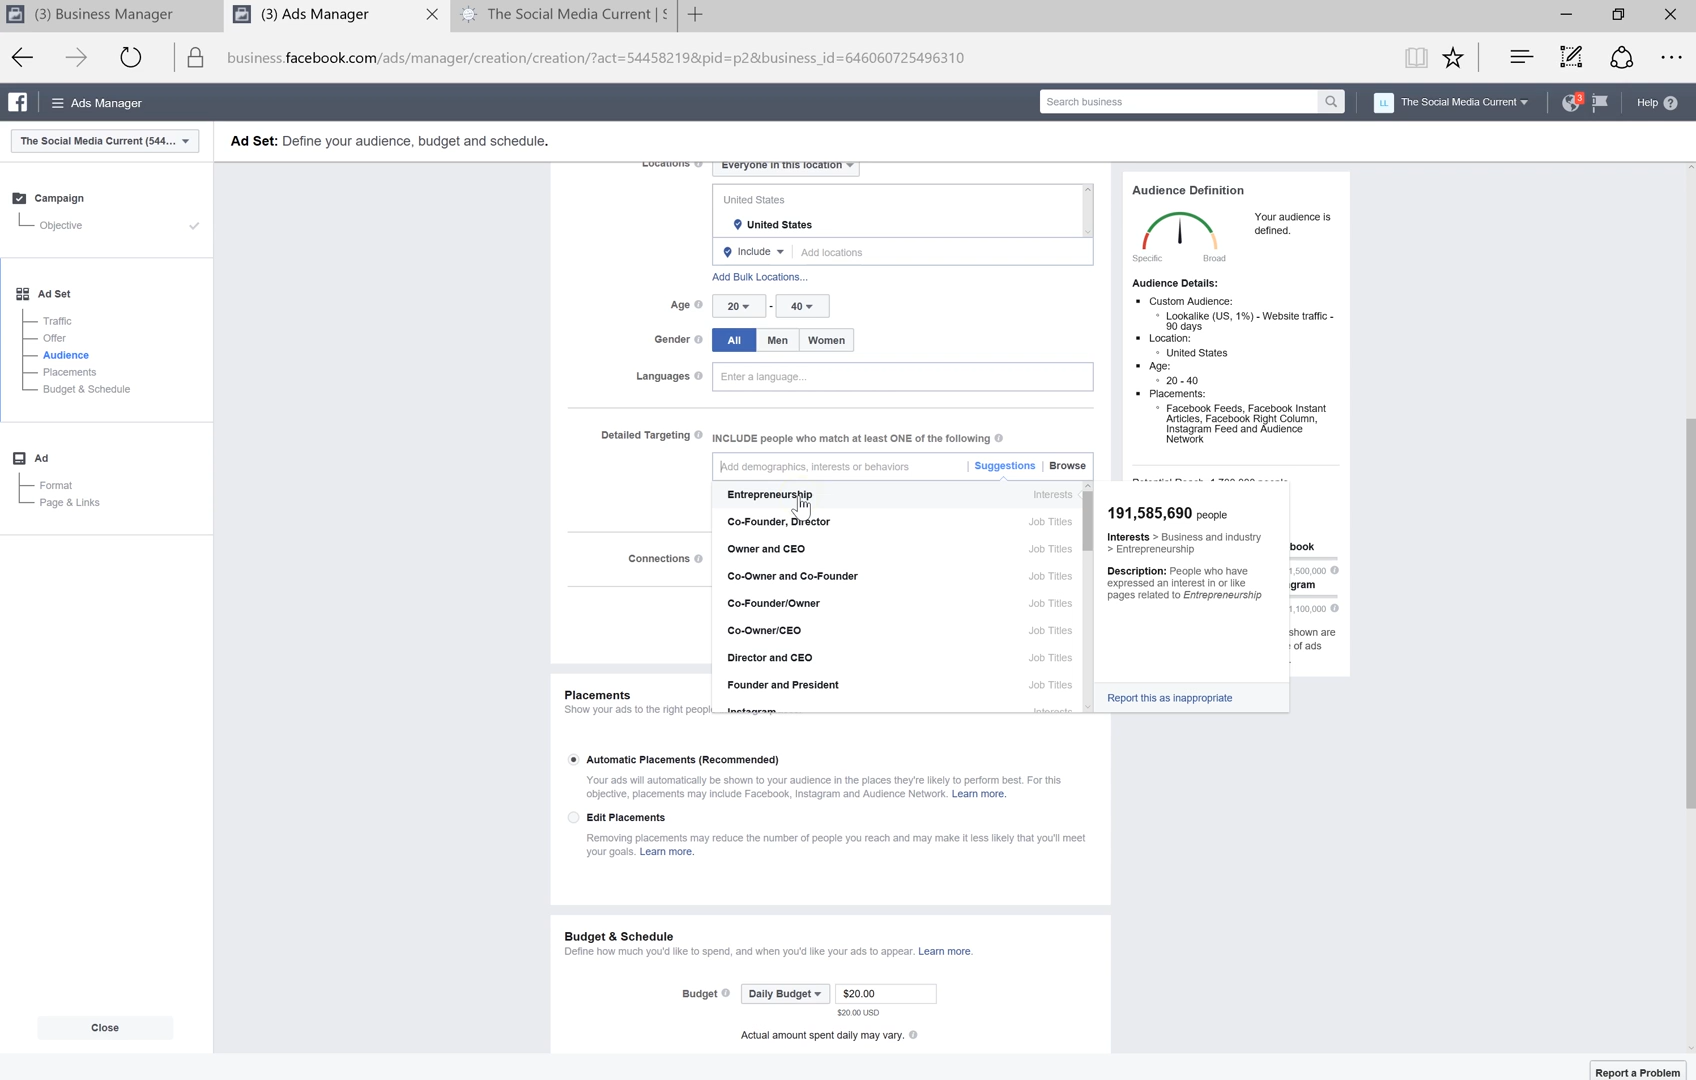 (3) Business Manager
(3) Ads Manager
The Social Media Current | S
business.facebook.com/ads/manager/creation/creation/?act=54458219&pid=p2&business_id=646060725496310
Ads Manager
Search business
LL
The Social Media Current
3
Help
The Social Media Current (544...
Ad Set: Define your audience, budget and schedule.
Campaign
Objective
Ad Set
Traffic
Offer
Audience
Placements
Budget & Schedule
Ad
Format
Page & Links
Close
Locations
Everyone in this location
United States
United States
Include
Add locations
Add Bulk Locations...
Age
20
-
40
Gender
All
Men
Women
Languages
Enter a language...
Detailed Targeting
INCLUDE people who match at least ONE of the following
Add demographics, interests or behaviors
Suggestions
Browse
Entrepreneurship
Interests
Co-Founder, Director
Job Titles
Owner and CEO
Job Titles
Co-Owner and Co-Founder
Job Titles
Co-Founder/Owner
Job Titles
Co-Owner/CEO
Job Titles
Director and CEO
Job Titles
Founder and President
Job Titles
Instagram
Interests
Connections
191,585,690 people
Interests > Business and industry
> Entrepreneurship
Description: People who have
expressed an interest in or like
pages related to Entrepreneurship
Report this as inappropriate
Audience Definition
Your audience is
defined.
Specific
Broad
Audience Details:
Custom Audience:
Lookalike (US, 1%) - Website traffic -
90 days
Location:
United States
Age:
20 - 40
Placements:
Facebook Feeds, Facebook Instant
Articles, Facebook Right Column,
Instagram Feed and Audience
Network
book
1,500,000
gram
1,100,000
shown are
of ads
Placements
Show your ads to the right people
Automatic Placements (Recommended)
Your ads will automatically be shown to your audience in the places they're likely to perform best. For this
objective, placements may include Facebook, Instagram and Audience Network. Learn more.
Edit Placements
Removing placements may reduce the number of people you reach and may make it less likely that you'll meet
your goals. Learn more.
Budget & Schedule
Define how much you'd like to spend, and when you'd like your ads to appear. Learn more.
Budget
Daily Budget
$20.00
$20.00 USD
Actual amount spent daily may vary.
Report a Problem